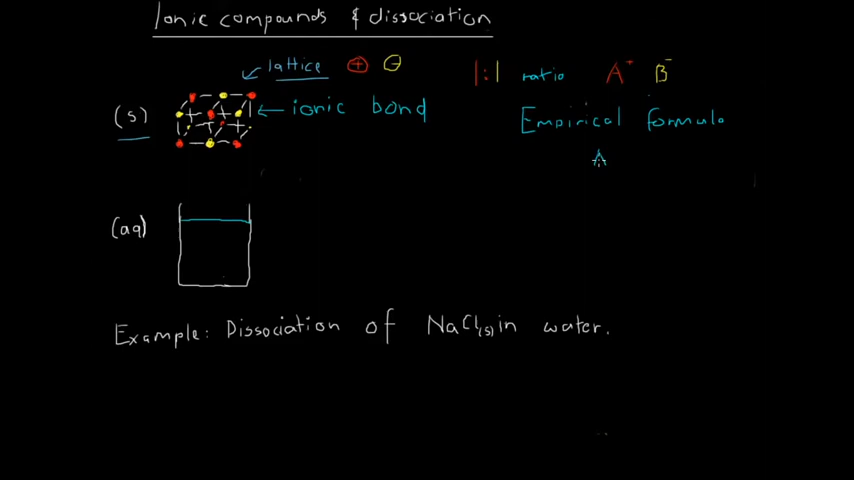 Ionic compounds & dissociation
lattice + − 1:1 ratio A⁺ B⁻
(s) ← ionic bond Empirical formula
A
(aq)
Example: Dissociation of NaCl(s) in water.